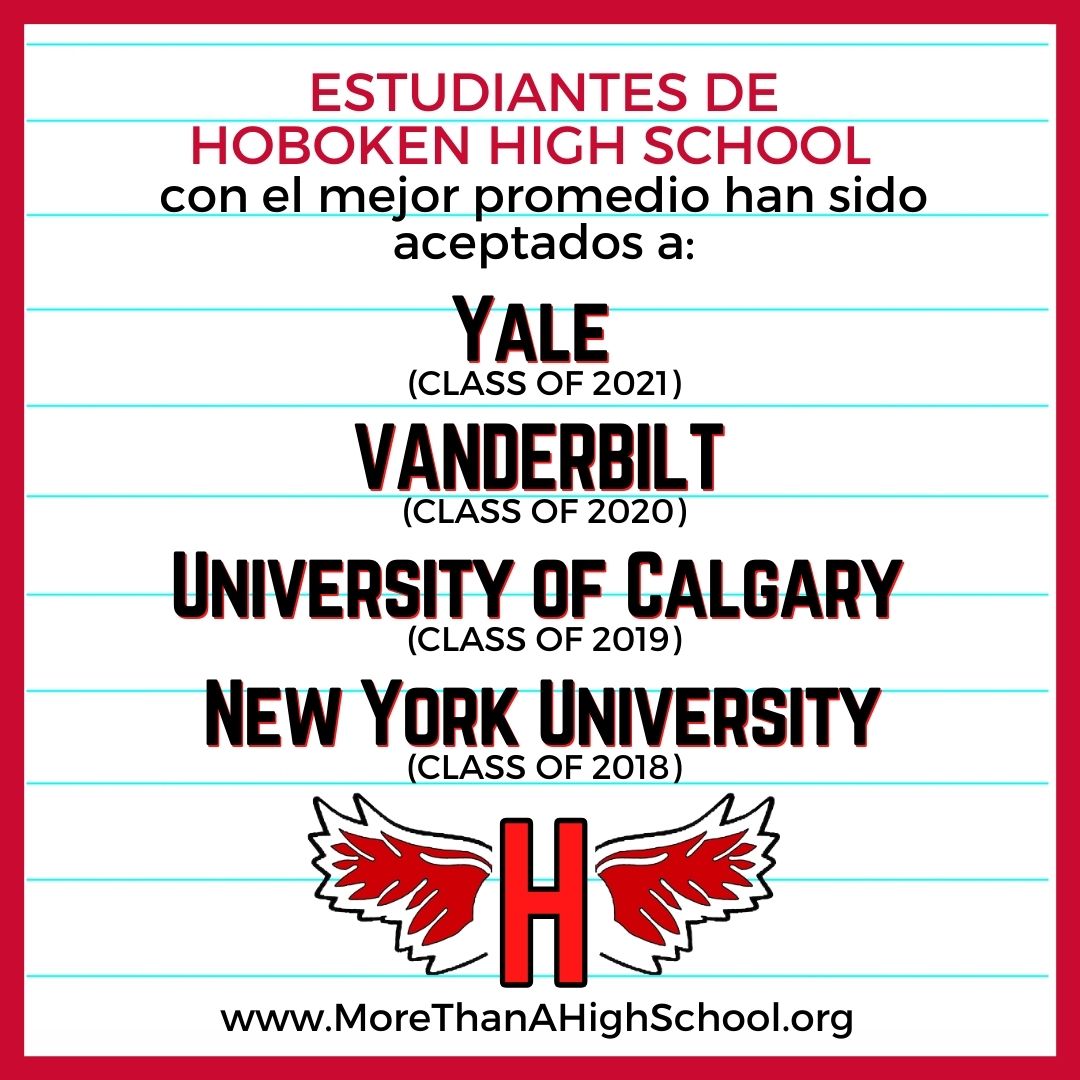 ESTUDIANTES DE
HOBOKEN HIGH SCHOOL
con el mejor promedio han sido
aceptados a:
YALE
(CLASS OF 2021)
VANDERBILT
(CLASS OF 2020)
UNIVERSITY OF CALGARY
(CLASS OF 2019)
NEW YORK UNIVERSITY
(CLASS OF 2018)
H
www.MoreThanAHighSchool.org